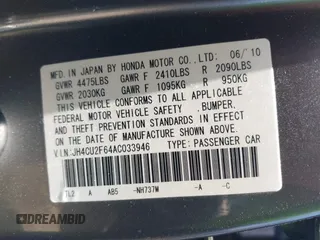 MFD. IN JAPAN BY HONDA MOTOR CO., LTD: 06/10
GVWR 4475LBS GAWR F 2410LBS R 2090LBS
GVWR 2030KG GAWR F 1095KG R 950KG
THIS VEHICLE CONFORMS TO ALL APPLICABLE
FEDERAL MOTOR VEHICLE SAFETY, BUMPER,
AND THEFT PREVENTION STANDARDS IN EFFECT ON
THE DATE OF MANUFACTURE SHOWN ABOVE.
V.I.N: JH4CU2F64AC033946 TYPE: PASSENGER CAR
TL2 A AB5 -NH737M -A -C
DREAMBID